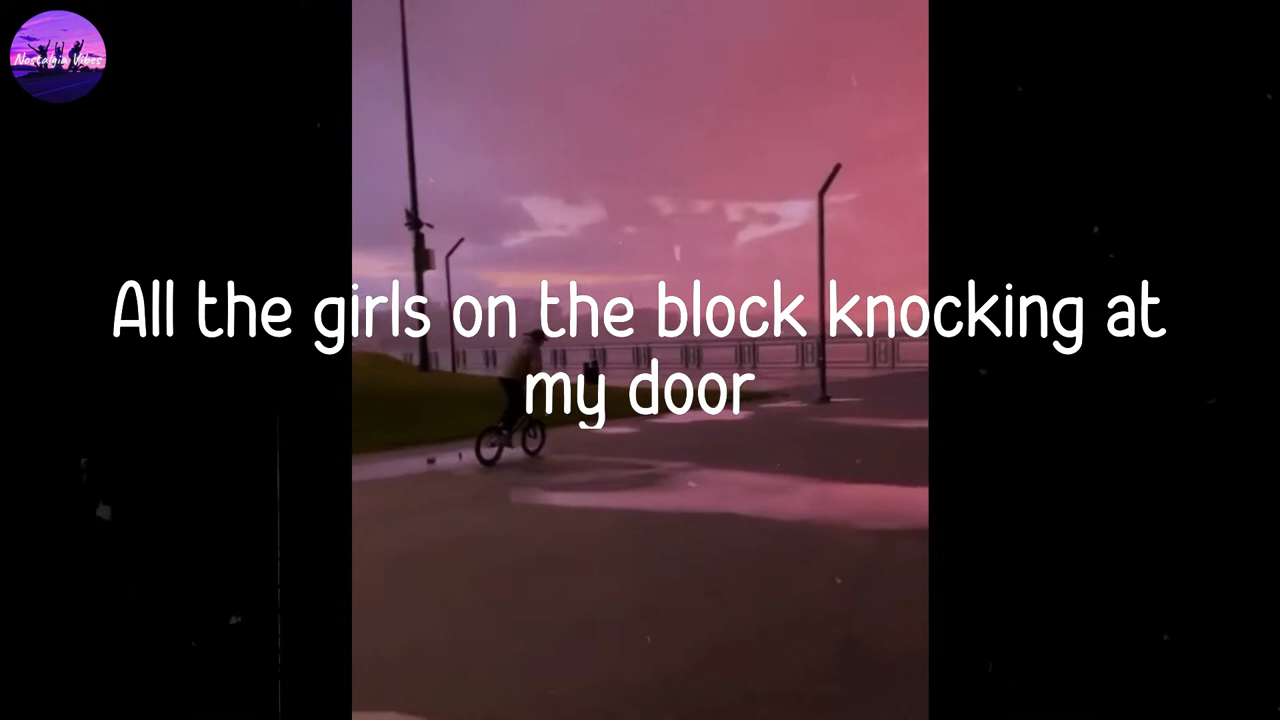 Nostalgia Vibes
All the girls on the block knocking at
my door